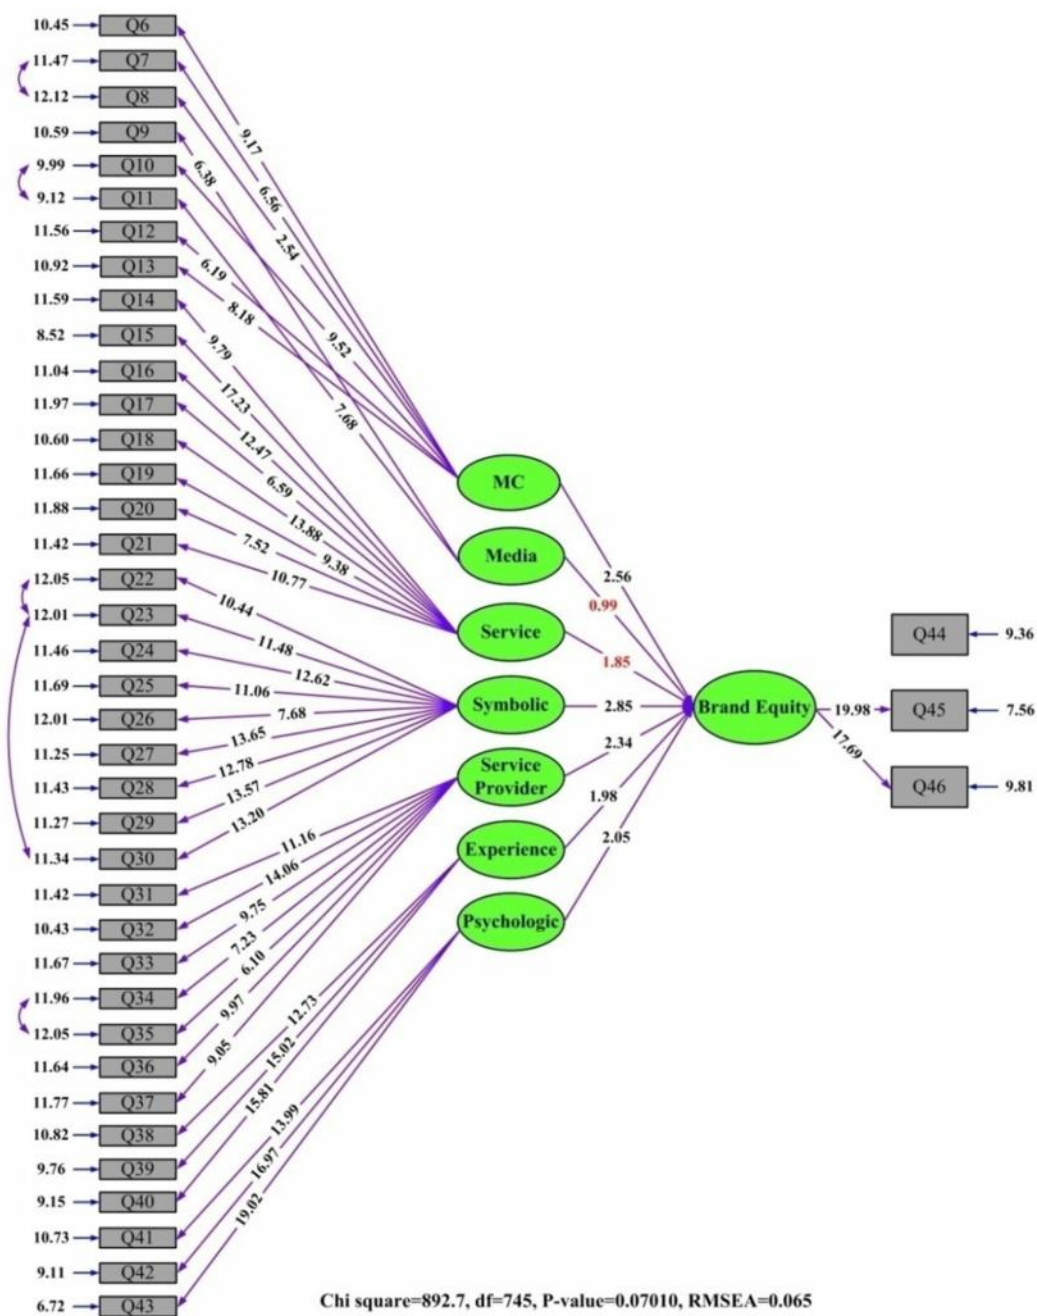 10.45 Q6
11.47 Q7
12.12 Q8
10.59 Q9
9.99 Q10
9.12 Q11
11.56 Q12
10.92 Q13
11.59 Q14
8.52 Q15
11.04 Q16
11.97 Q17
10.60 Q18
11.66 Q19
11.88 Q20
11.42 Q21
12.05 Q22
12.01 Q23
11.46 Q24
11.69 Q25
12.01 Q26
11.25 Q27
11.43 Q28
11.27 Q29
11.34 Q30
11.42 Q31
10.43 Q32
11.67 Q33
11.96 Q34
12.05 Q35
11.64 Q36
11.77 Q37
10.82 Q38
9.76 Q39
9.15 Q40
10.73 Q41
9.11 Q42
6.72 Q43
9.17
6.38
6.56
2.54
6.19
8.18
9.52
9.79
17.23
7.68
12.47
6.59
13.88
7.52
9.38
10.77
10.44
11.48
12.62
11.06
7.68
13.65
12.78
13.57
13.20
11.16
14.06
9.75
7.23
6.10
9.97
9.05
12.73
15.02
15.81
13.99
16.97
19.02
MC
Media
Service
Symbolic
Service
Provider
Experience
Psychologic
2.56
0.99
1.85
2.85
2.34
1.98
2.05
Brand Equity
19.98
17.69
Q44 9.36
Q45 7.56
Q46 9.81
Chi square=892.7, df=745, P-value=0.07010, RMSEA=0.065